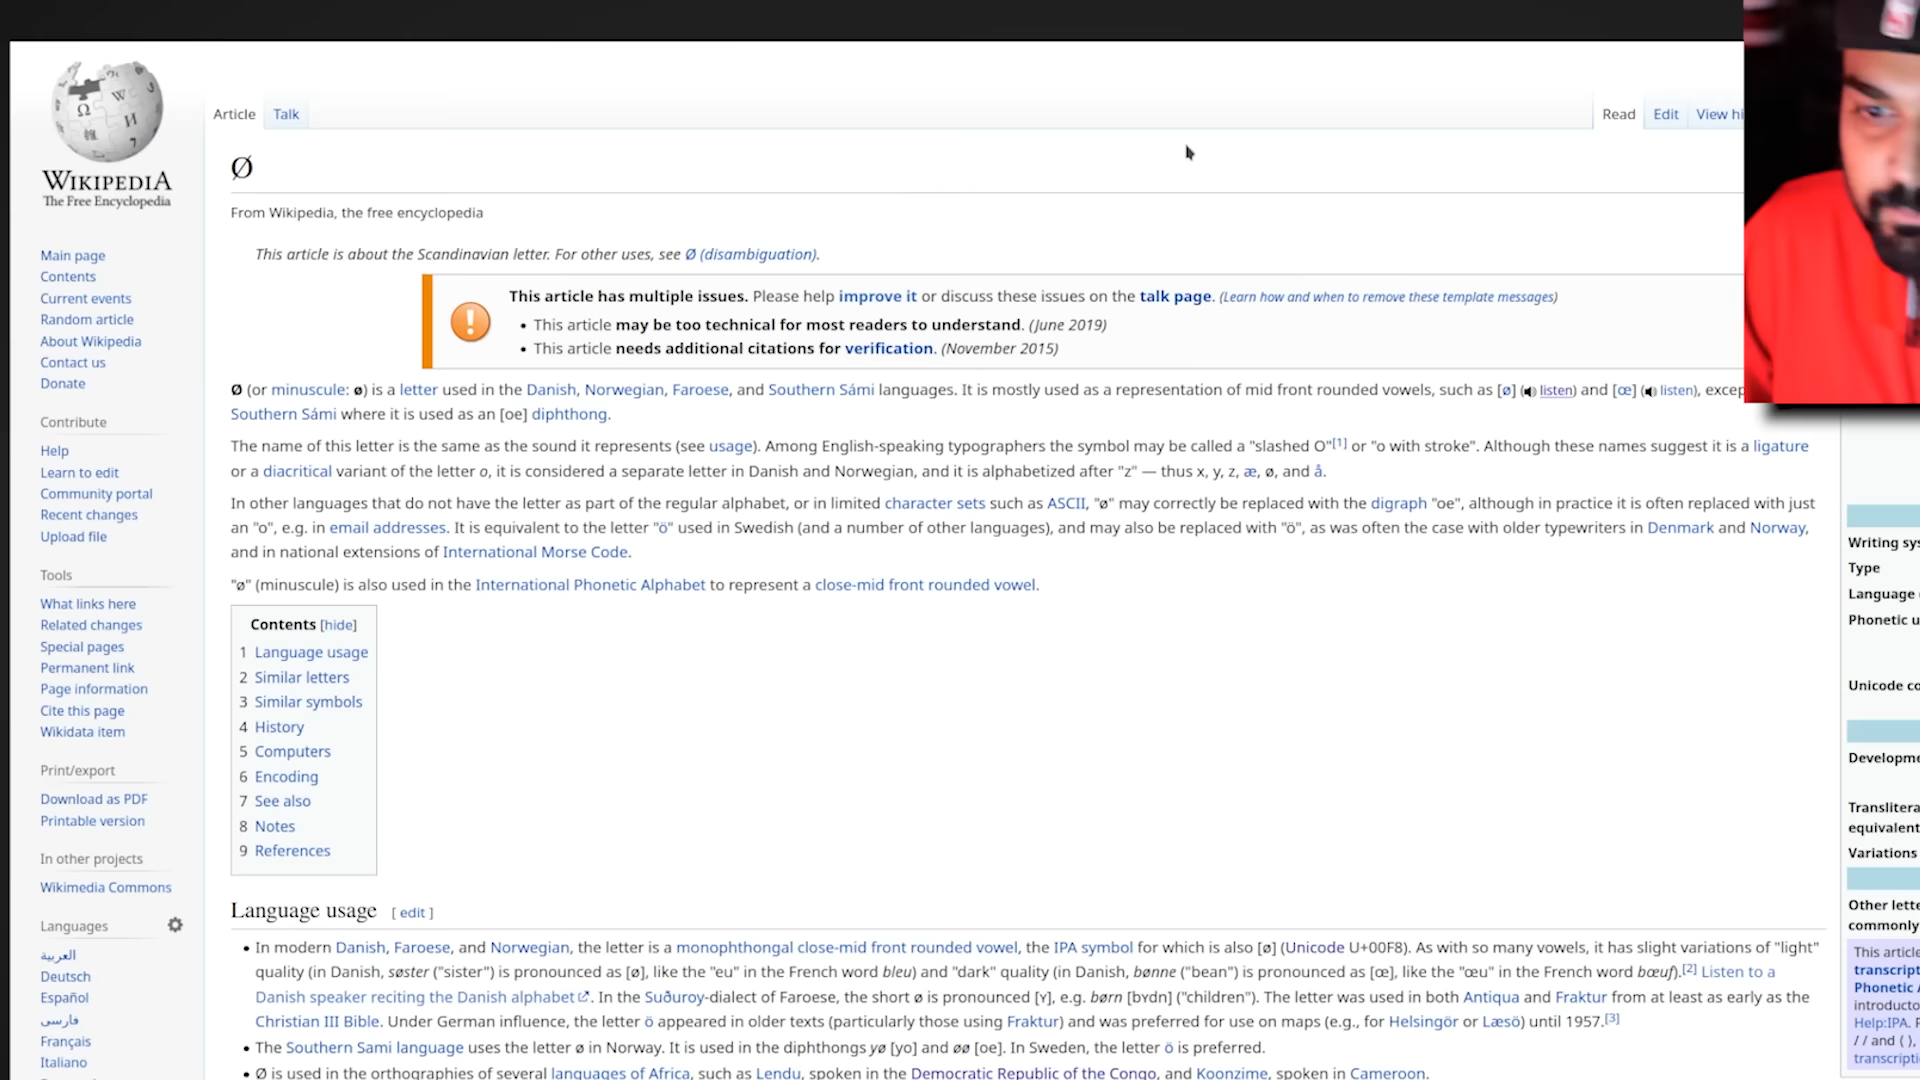 WIKIPEDIA
The Free Encyclopedia
Main page
Contents
Current events
Random article
About Wikipedia
Contact us
Donate
Contribute
Help
Learn to edit
Community portal
Recent changes
Upload file
Tools
What links here
Related changes
Special pages
Permanent link
Page information
Cite this page
Wikidata item
Print/export
Download as PDF
Printable version
In other projects
Wikimedia Commons
Languages
العربية
Deutsch
Español
فارسی
Français
Italiano
Article Talk
Read Edit View hi
Ø
From Wikipedia, the free encyclopedia
This article is about the Scandinavian letter. For other uses, see Ø (disambiguation).
This article has multiple issues. Please help improve it or discuss these issues on the talk page. (Learn how and when to remove these template messages)
• This article may be too technical for most readers to understand. (June 2019)
• This article needs additional citations for verification. (November 2015)
Ø (or minuscule: ø) is a letter used in the Danish, Norwegian, Faroese, and Southern Sámi languages. It is mostly used as a representation of mid front rounded vowels, such as [ø] (listen) and [œ] (listen), excep
Southern Sámi where it is used as an [oe] diphthong.
The name of this letter is the same as the sound it represents (see usage). Among English-speaking typographers the symbol may be called a "slashed O"[1] or "o with stroke". Although these names suggest it is a ligature
or a diacritical variant of the letter o, it is considered a separate letter in Danish and Norwegian, and it is alphabetized after "z" — thus x, y, z, æ, ø, and å.
In other languages that do not have the letter as part of the regular alphabet, or in limited character sets such as ASCII, "ø" may correctly be replaced with the digraph "oe", although in practice it is often replaced with just
an "o", e.g. in email addresses. It is equivalent to the letter "ö" used in Swedish (and a number of other languages), and may also be replaced with "ö", as was often the case with older typewriters in Denmark and Norway,
and in national extensions of International Morse Code.
"ø" (minuscule) is also used in the International Phonetic Alphabet to represent a close-mid front rounded vowel.
Contents [hide]
1 Language usage
2 Similar letters
3 Similar symbols
4 History
5 Computers
6 Encoding
7 See also
8 Notes
9 References
Language usage [ edit ]
• In modern Danish, Faroese, and Norwegian, the letter is a monophthongal close-mid front rounded vowel, the IPA symbol for which is also [ø] (Unicode U+00F8). As with so many vowels, it has slight variations of "light"
quality (in Danish, søster ("sister") is pronounced as [ø], like the "eu" in the French word bleu) and "dark" quality (in Danish, bønne ("bean") is pronounced as [œ], like the "œu" in the French word bœuf).[2] Listen to a
Danish speaker reciting the Danish alphabet. In the Suðuroy-dialect of Faroese, the short ø is pronounced [ʏ], e.g. børn [bʏdn] ("children"). The letter was used in both Antiqua and Fraktur from at least as early as the
Christian III Bible. Under German influence, the letter ö appeared in older texts (particularly those using Fraktur) and was preferred for use on maps (e.g., for Helsingör or Læsö) until 1957.[3]
• The Southern Sami language uses the letter ø in Norway. It is used in the diphthongs yø [yo] and øø [oe]. In Sweden, the letter ö is preferred.
• Ø is used in the orthographies of several languages of Africa, such as Lendu, spoken in the Democratic Republic of the Congo, and Koonzime, spoken in Cameroon.
Writing sys
Type
Language
Phonetic u
Unicode co
Developme
Translitera
equivalent
Variations
Other lette
commonly
This article
transcript
Phonetic A
introducto
Help:IPA.
/ / and ⟨ ⟩,
transcripti